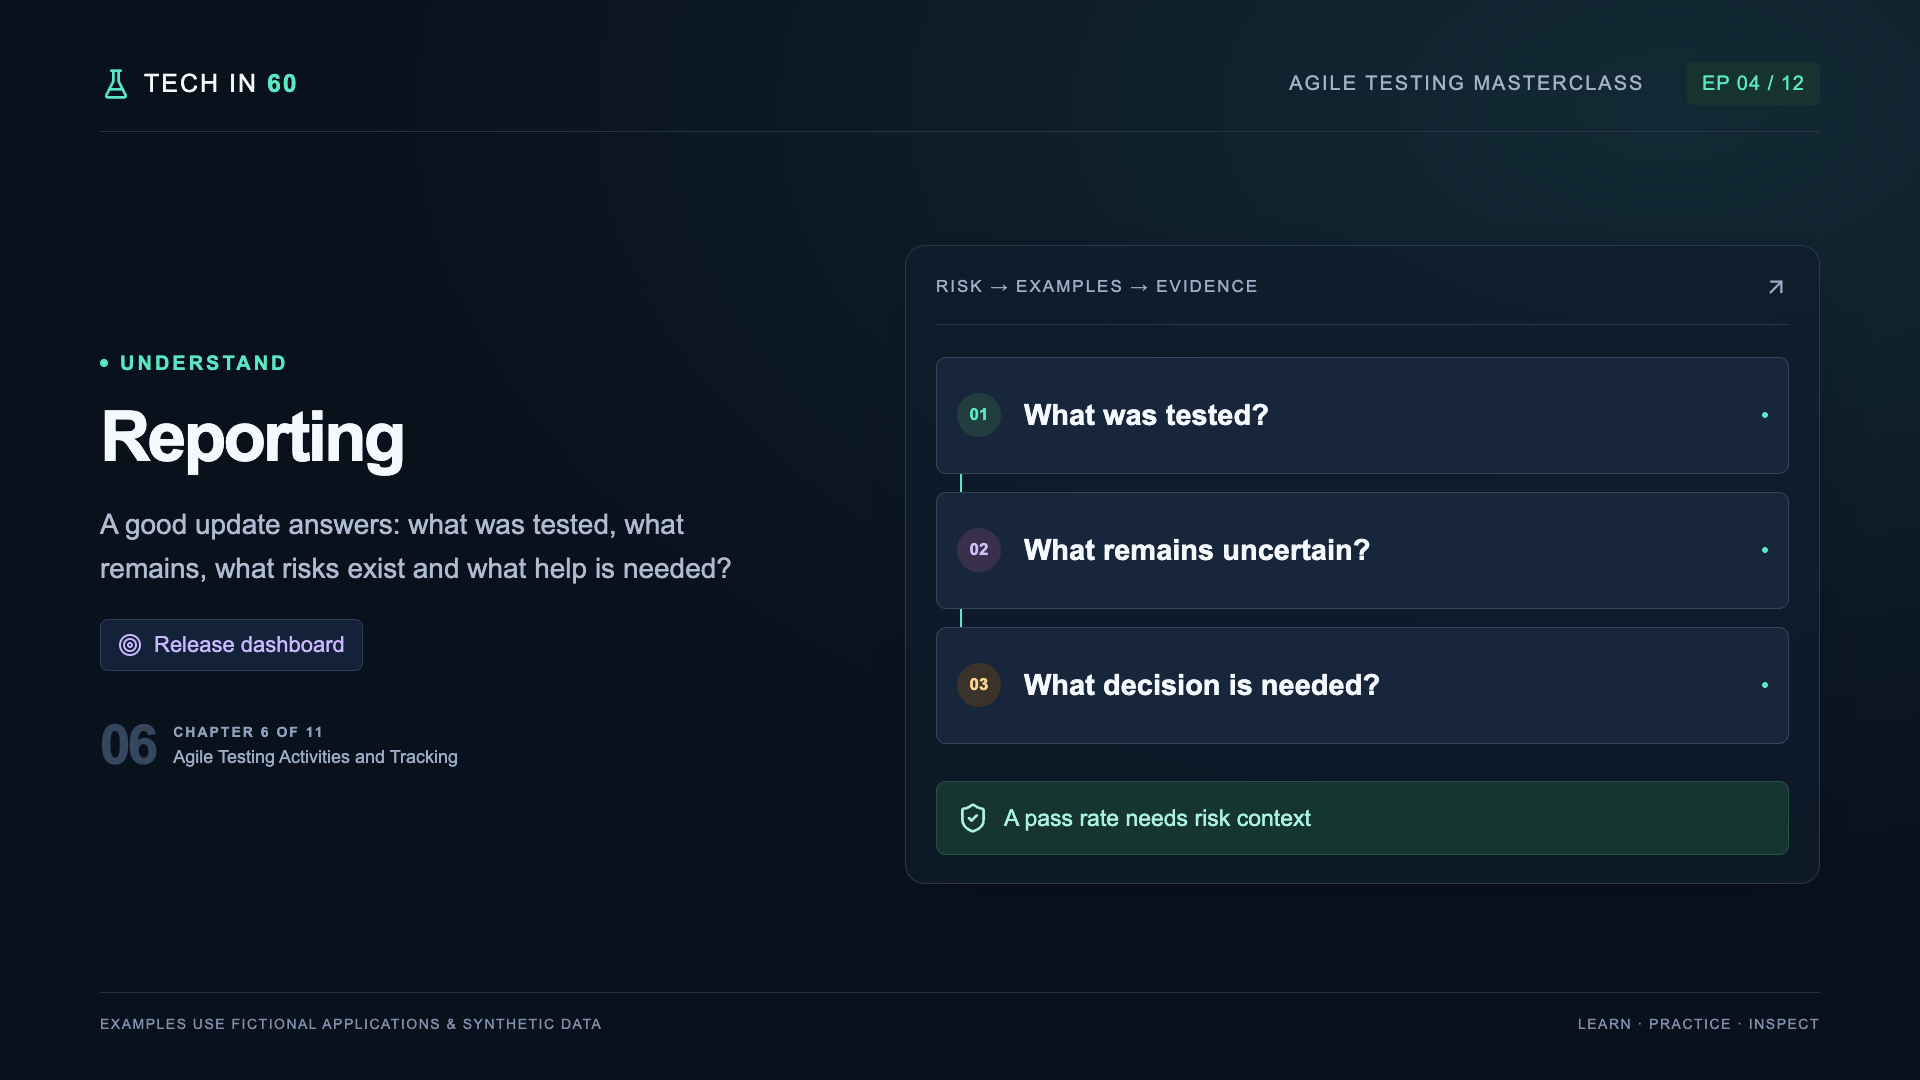 TECH IN 60
AGILE TESTING MASTERCLASS
EP 04 / 12
UNDERSTAND
Reporting
A good update answers: what was tested, what
remains, what risks exist and what help is needed?
Release dashboard
06
CHAPTER 6 OF 11
Agile Testing Activities and Tracking
RISK → EXAMPLES → EVIDENCE
01
What was tested?
02
What remains uncertain?
03
What decision is needed?
A pass rate needs risk context
EXAMPLES USE FICTIONAL APPLICATIONS & SYNTHETIC DATA
LEARN · PRACTICE · INSPECT